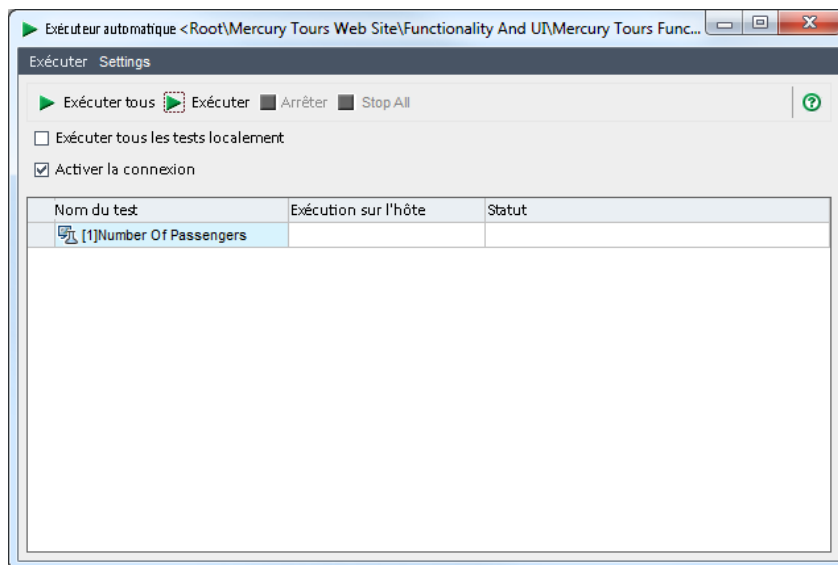 Exécuteur automatique <Root\Mercury Tours Web Site\Functionality And UI\Mercury Tours Func...
Exécuter Settings
Exécuter tous Exécuter Arrêter Stop All
Exécuter tous les tests localement
Activer la connexion
Nom du test Exécution sur l'hôte Statut
[1]Number Of Passengers